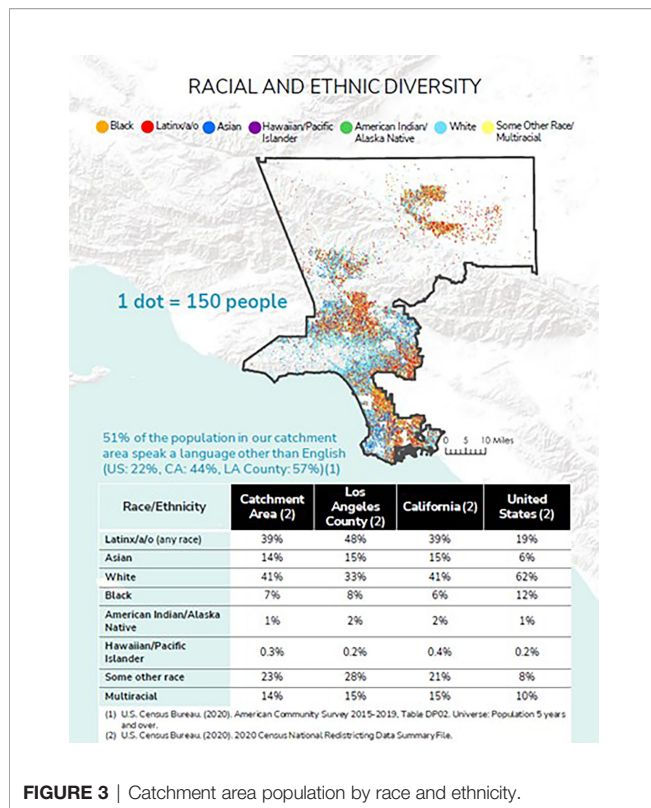 RACIAL AND ETHNIC DIVERSITY
Black
Latinx/a/o
Asian
Hawaiian/Pacific
Islander
American Indian/
Alaska Native
White
Some Other Race/
Multiracial
1 dot = 150 people
51% of the population in our catchment
area speak a language other than English
(US: 22%, CA: 44%, LA County: 57%)(1)
0 5 10 Miles
Race/Ethnicity
Catchment
Area (2)
Los
Angeles
County (2)
California (2)
United
States (2)
Latinx/a/o (any race) 39% 48% 39% 19%
Asian 14% 15% 15% 6%
White 41% 33% 41% 62%
Black 7% 8% 6% 12%
American Indian/Alaska
Native 1% 2% 2% 1%
Hawaiian/Pacific
Islander 0.3% 0.2% 0.4% 0.2%
Some other race 23% 28% 21% 8%
Multiracial 14% 15% 15% 10%
(1) U.S. Census Bureau. (2020). American Community Survey 2015-2019, Table DP02. Universe: Population 5 years
and over.
(2) U.S. Census Bureau. (2020). 2020 Census National Redistricting Data Summary File.
FIGURE 3 | Catchment area population by race and ethnicity.